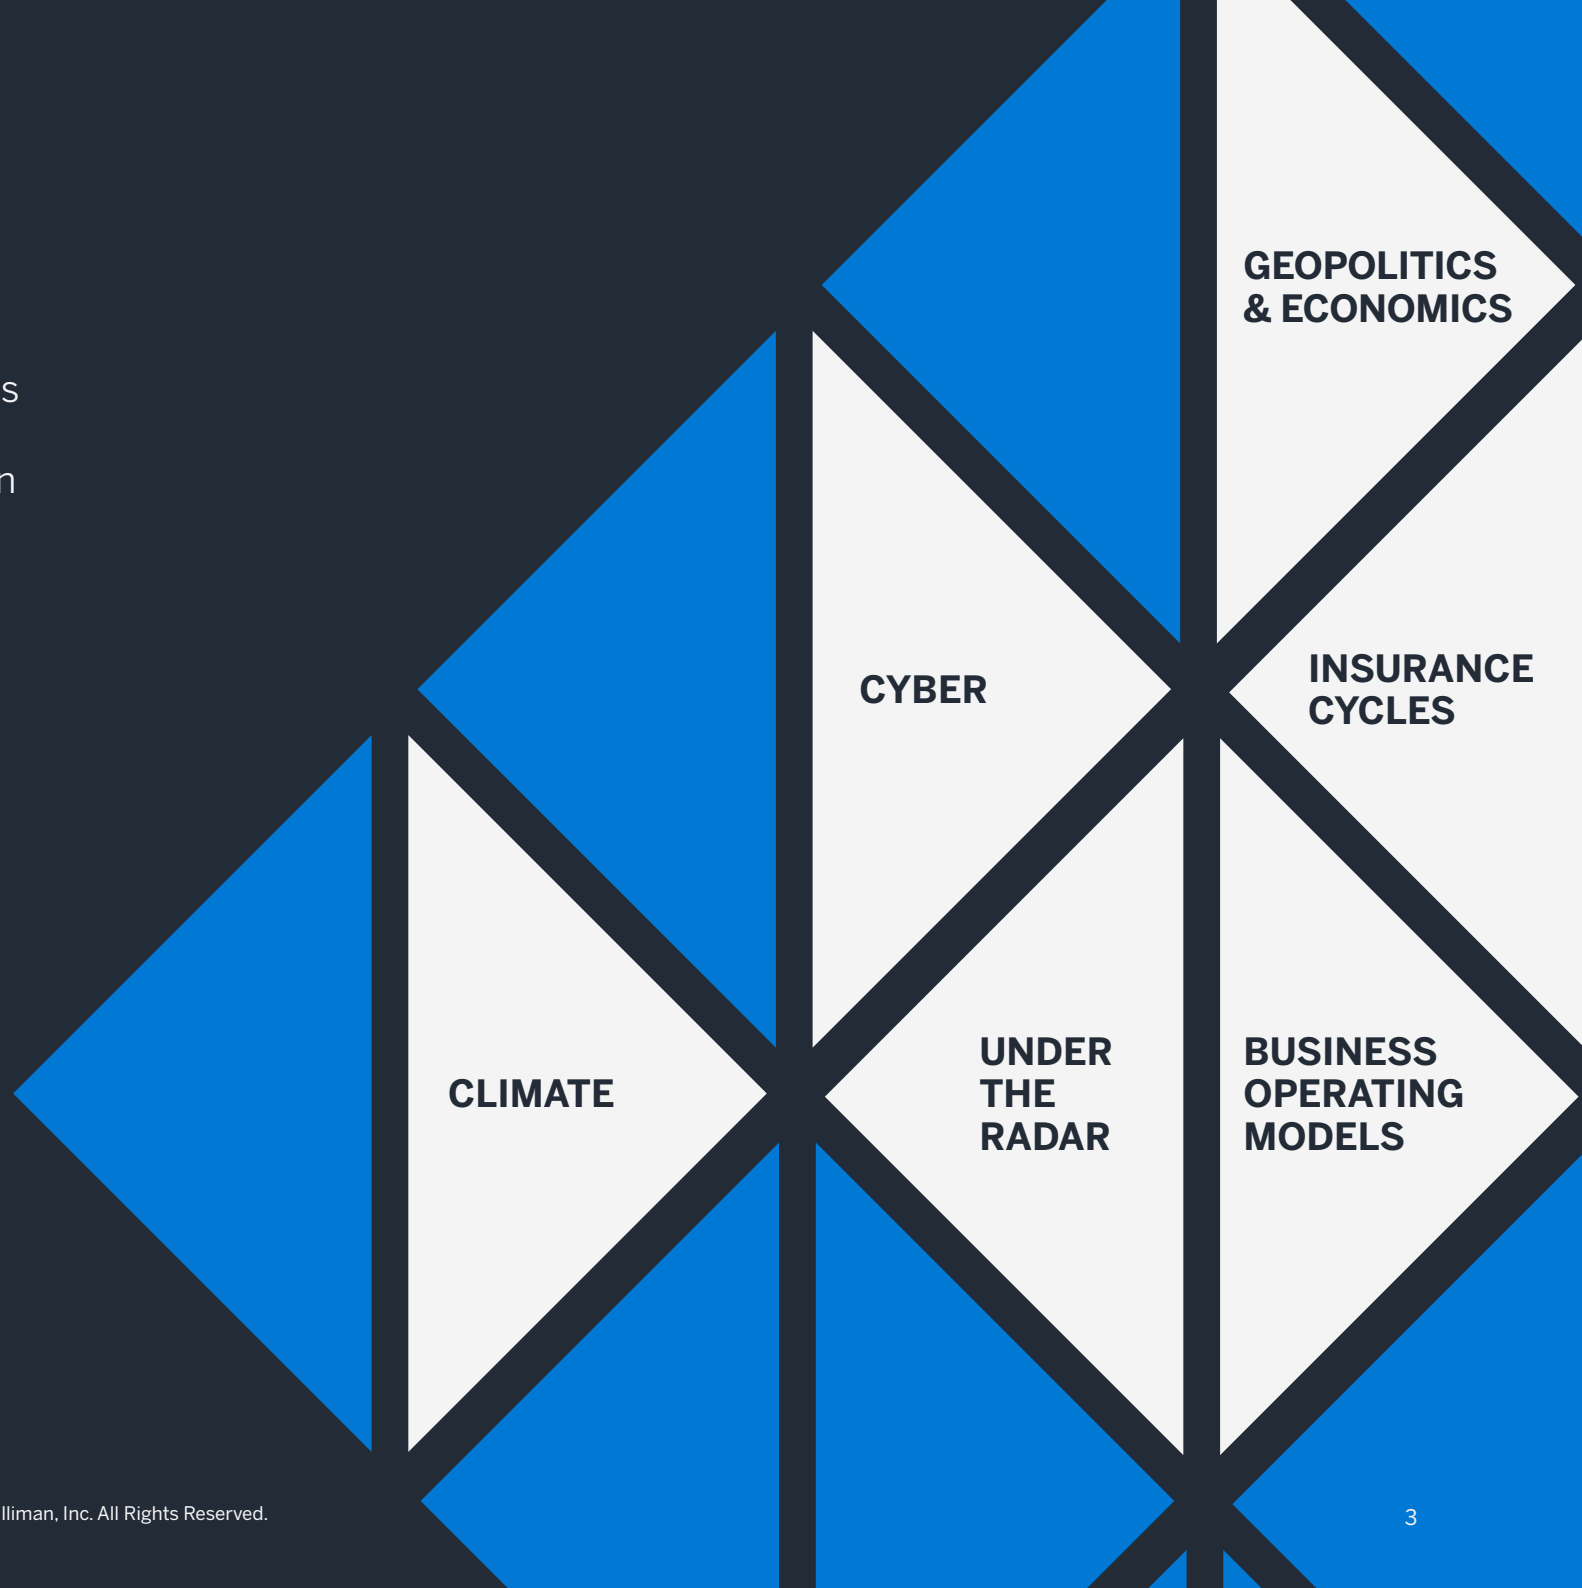 GEOPOLITICS
& ECONOMICS
s
n
CYBER
INSURANCE
CYCLES
CLIMATE
UNDER
THE
RADAR
BUSINESS
OPERATING
MODELS
lliman, Inc. All Rights Reserved.
3